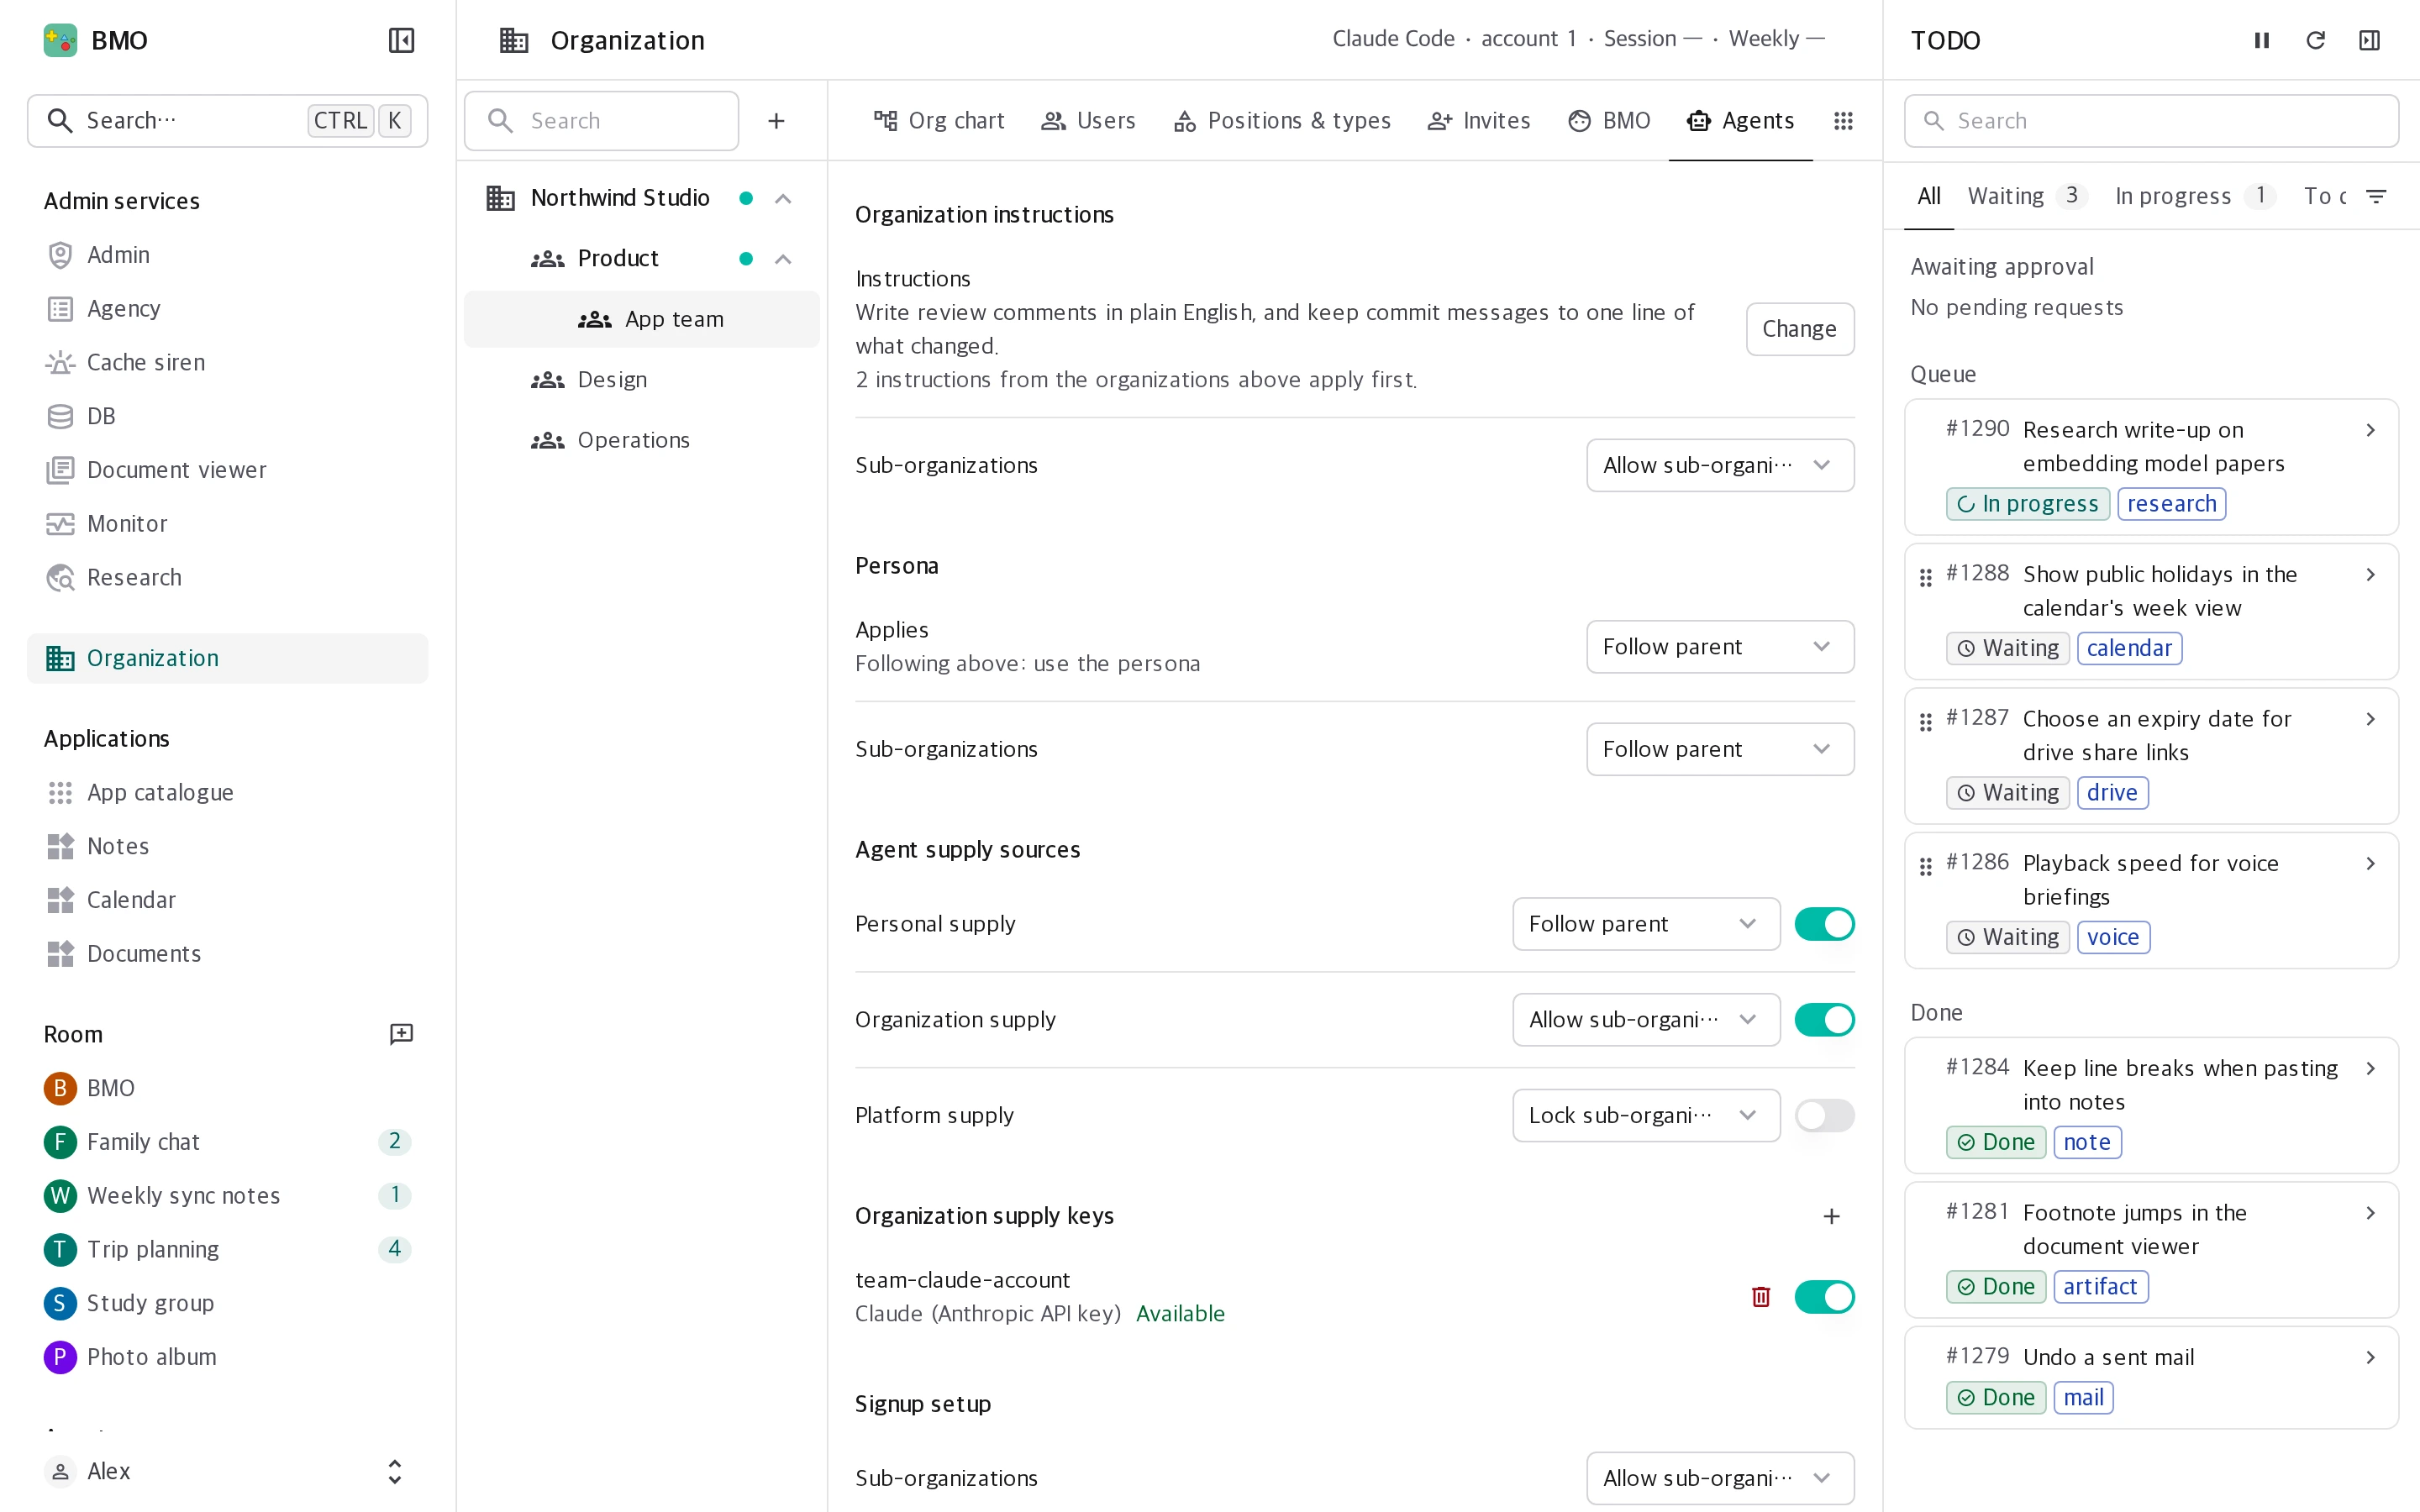 BMO
Search…
CTRL K
Admin services
Admin
Agency
Cache siren
DB
Document viewer
Monitor
Research
Organization
Applications
App catalogue
Notes
Calendar
Documents
Room
B BMO
F Family chat 2
W Weekly sync notes 1
T Trip planning 4
S Study group
P Photo album
Alex
Organization
Claude Code · account 1 · Session — · Weekly —
Search
Northwind Studio
Product
App team
Design
Operations
Org chart
Users
Positions & types
Invites
BMO
Agents
Organization instructions
Instructions
Write review comments in plain English, and keep commit messages to one line of
what changed.
2 instructions from the organizations above apply first.
Change
Sub-organizations
Allow sub-organi…
Persona
Applies
Following above: use the persona
Follow parent
Sub-organizations
Follow parent
Agent supply sources
Personal supply
Follow parent
Organization supply
Allow sub-organi…
Platform supply
Lock sub-organi…
Organization supply keys
team-claude-account
Claude (Anthropic API key) Available
Signup setup
Sub-organizations
Allow sub-organi…
TODO
Search
All
Waiting 3
In progress 1
To
Awaiting approval
No pending requests
Queue
#1290 Research write-up on
embedding model papers
In progress research
#1288 Show public holidays in the
calendar's week view
Waiting calendar
#1287 Choose an expiry date for
drive share links
Waiting drive
#1286 Playback speed for voice
briefings
Waiting voice
Done
#1284 Keep line breaks when pasting
into notes
Done note
#1281 Footnote jumps in the
document viewer
Done artifact
#1279 Undo a sent mail
Done mail